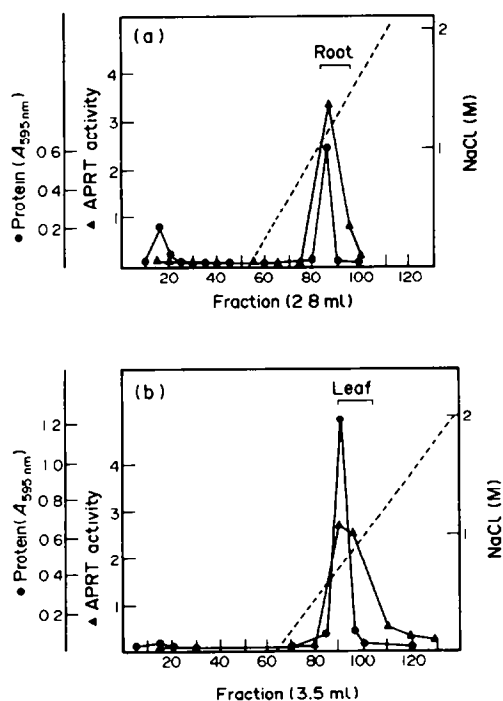 (a)
Root
● Protein (A595 nm)
▲ APRT activity
NaCl (M)
0 6
0 4
0 2
4
3
2
1
2
1
20 40 60 80 100 120
Fraction (2 8 ml)
(b)
Leaf
● Protein (A595 nm)
▲ APRT activity
NaCl (M)
1 2
1 0
0 8
0 6
0 4
0 2
4
3
2
1
2
1
20 40 60 80 100 120
Fraction (3.5 ml)